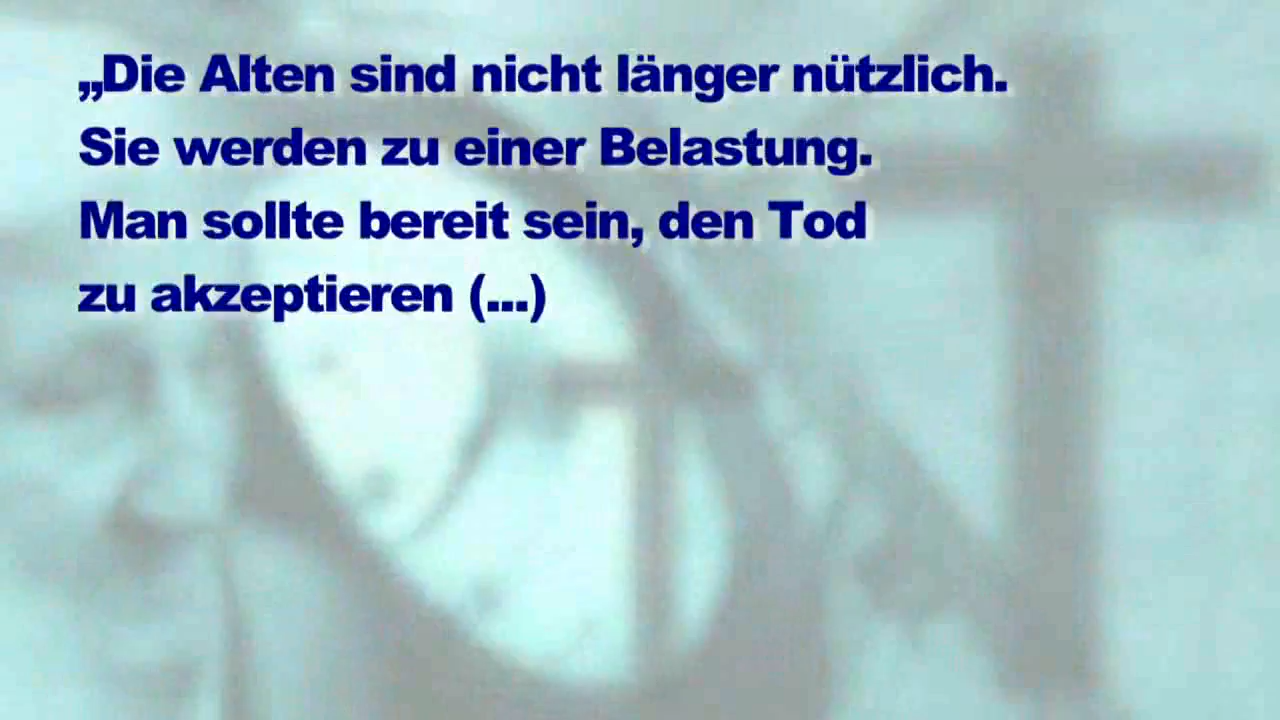 „Die Alten sind nicht länger nützlich.
Sie werden zu einer Belastung.
Man sollte bereit sein, den Tod
zu akzeptieren (...)